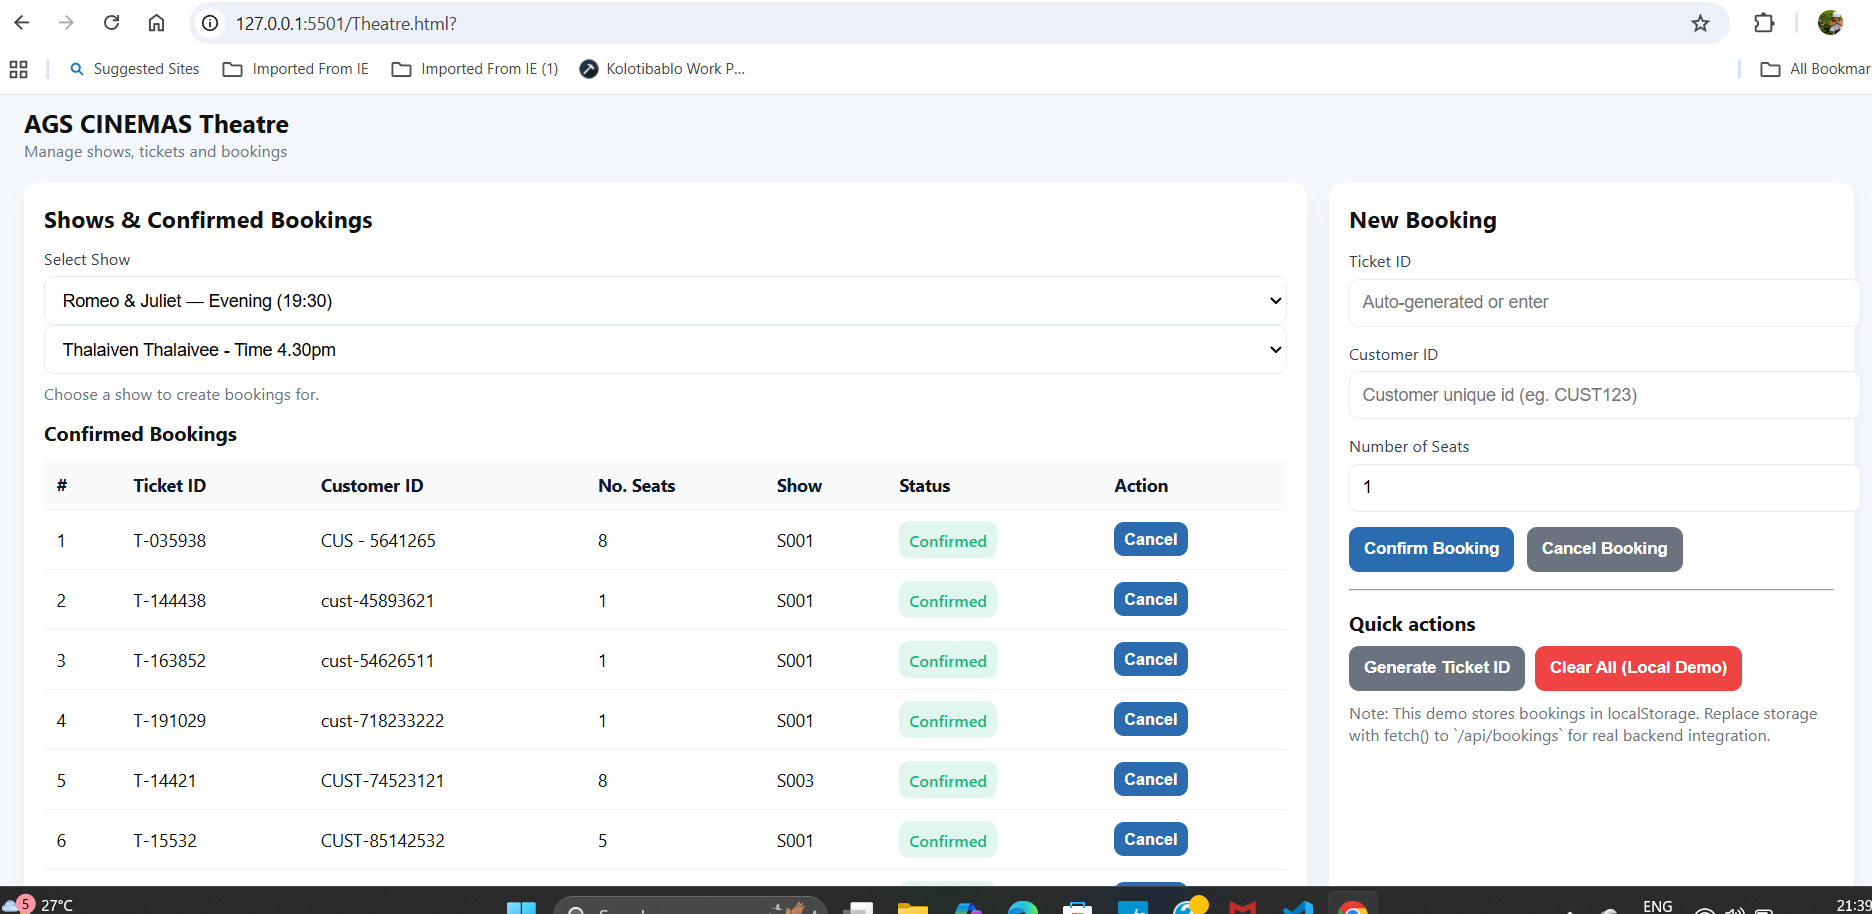 127.0.0.1:5501/Theatre.html?
Suggested Sites
Imported From IE
Imported From IE (1)
Kolotibablo Work P...
All Bookmar
AGS CINEMAS Theatre
Manage shows, tickets and bookings
Shows & Confirmed Bookings
Select Show
Romeo & Juliet — Evening (19:30)
Thalaiven Thalaivee - Time 4.30pm
Choose a show to create bookings for.
Confirmed Bookings
# Ticket ID Customer ID No. Seats Show Status Action
1 T-035938 CUS - 5641265 8 S001 Confirmed Cancel
2 T-144438 cust-45893621 1 S001 Confirmed Cancel
3 T-163852 cust-54626511 1 S001 Confirmed Cancel
4 T-191029 cust-718233222 1 S001 Confirmed Cancel
5 T-14421 CUST-74523121 8 S003 Confirmed Cancel
6 T-15532 CUST-85142532 5 S001 Confirmed Cancel
New Booking
Ticket ID
Auto-generated or enter
Customer ID
Customer unique id (eg. CUST123)
Number of Seats
1
Confirm Booking
Cancel Booking
Quick actions
Generate Ticket ID
Clear All (Local Demo)
Note: This demo stores bookings in localStorage. Replace storage
with fetch() to `/api/bookings` for real backend integration.
5
27°C
ENG
21:39